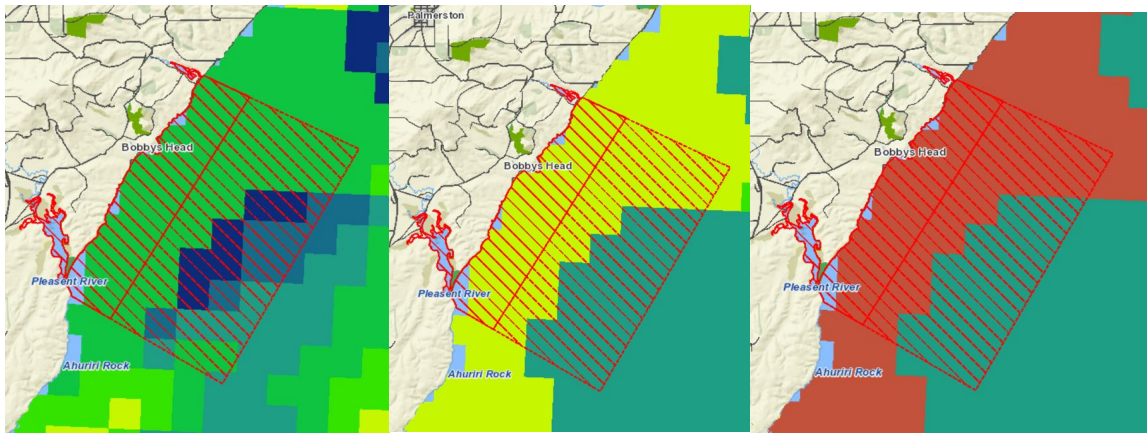 Bobbys Head
Pleasent River
Ahuriri Rock
Palmerston
Bobbys Head
Pleasent River
Ahuriri Rock
Bobbys Head
Pleasent River
Ahuriri Rock